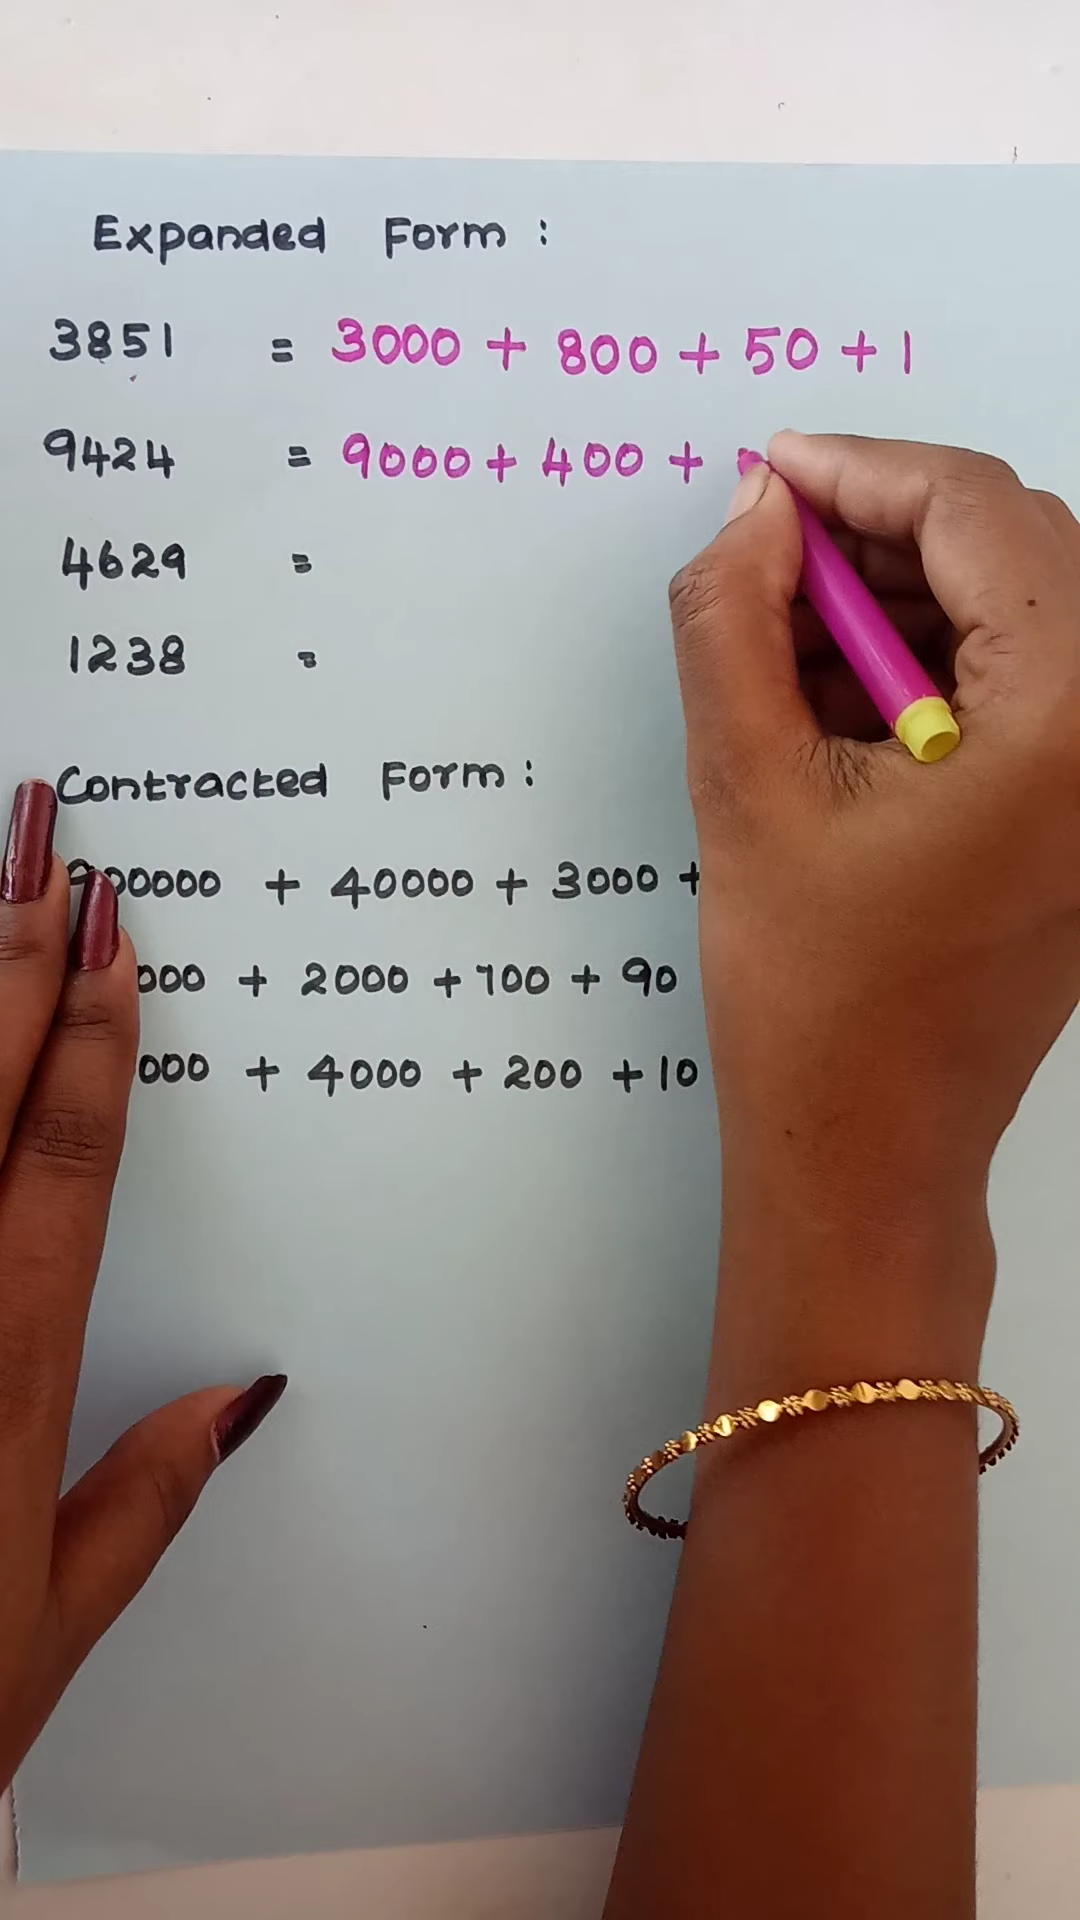 Expanded Form :
3851 = 3000 + 800 + 50 + 1
9424 = 9000 + 400 +
4629 =
1238 =
Contracted Form :
900000 + 40000 + 3000 +
000 + 2000 + 700 + 90
000 + 4000 + 200 + 10